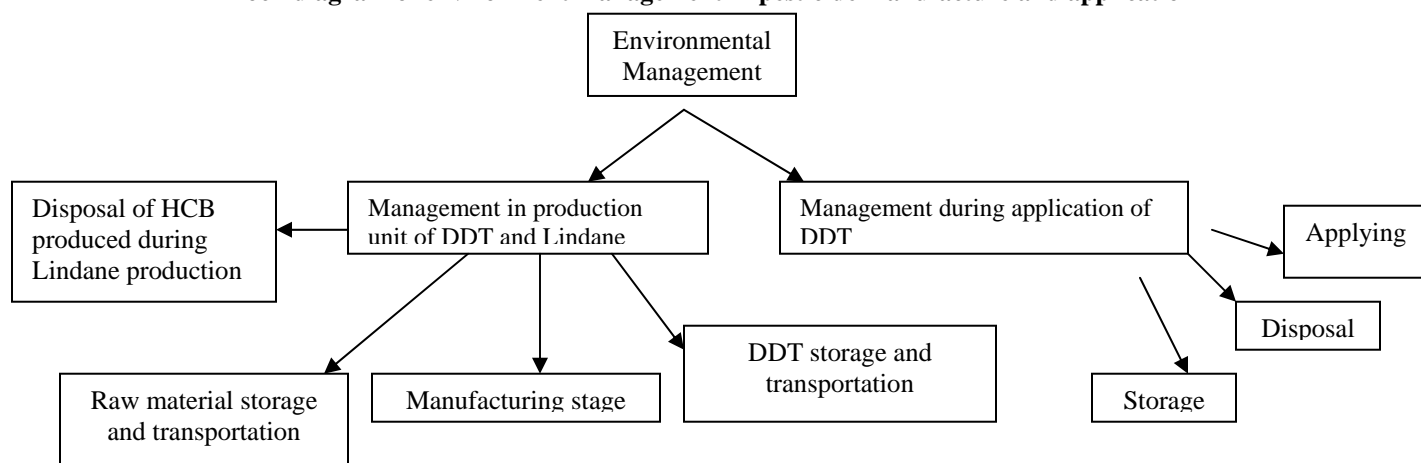 Environmental
Management
Disposal of HCB
produced during
Lindane production
Management in production
unit of DDT and Lindane
Management during application of
DDT
Applying
Disposal
DDT storage and
transportation
Raw material storage
and transportation
Manufacturing stage
Storage